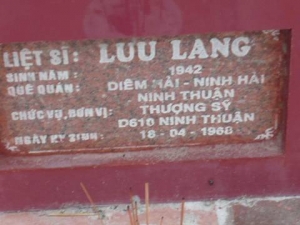 LIỆT SĨ: LƯU LANG
SINH NĂM: 1942
QUÊ QUÁN: DIÊM HẢI - NINH HẢI
NINH THUẬN
CHỨC VỤ, ĐƠN VỊ: THƯỢNG SỸ
D610 NINH THUẬN
NGÀY HY SINH: 18-04-1968